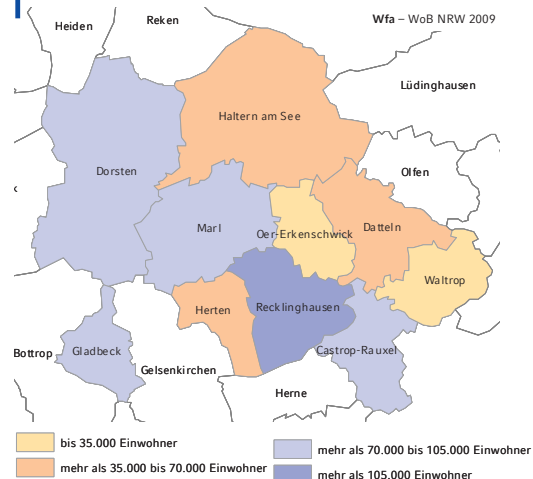 Heiden
Reken
Wfa – WoB NRW 2009
Lüdinghausen
Haltern am See
Dorsten
Olfen
Marl
Oer-Erkenschwick
Datteln
Waltrop
Herten
Recklinghausen
Bottrop
Gladbeck
Castrop-Rauxel
Gelsenkirchen
Herne
bis 35.000 Einwohner
mehr als 35.000 bis 70.000 Einwohner
mehr als 70.000 bis 105.000 Einwohner
mehr als 105.000 Einwohner